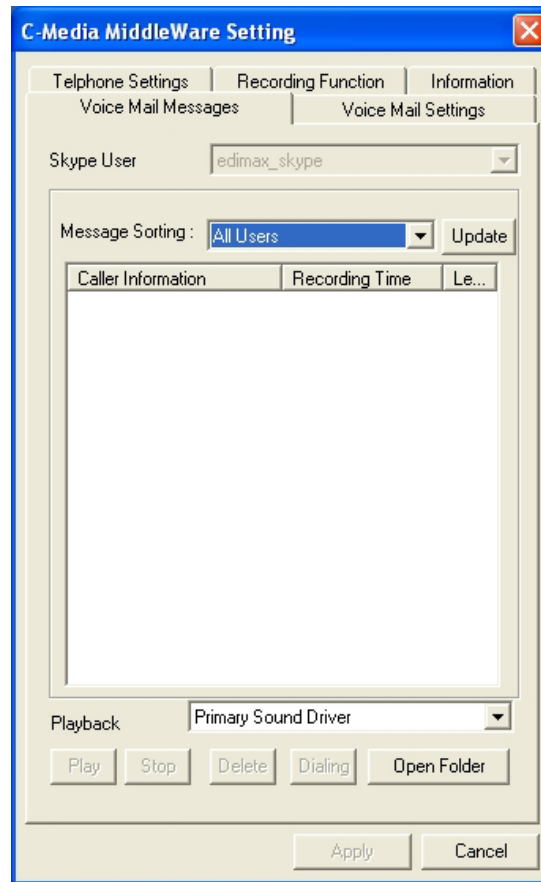 C-Media MiddleWare Setting
Telphone Settings Recording Function Information
Voice Mail Messages Voice Mail Settings
Skype User edimax_skype
Message Sorting : All Users Update
Caller Information Recording Time Le...
Playback Primary Sound Driver
Play Stop Delete Dialing Open Folder
Apply Cancel